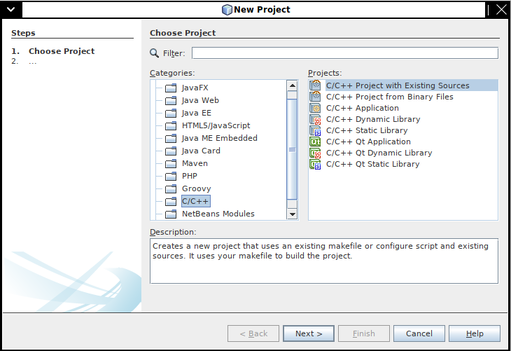 New Project
Steps
1. Choose Project
2. ...
Choose Project
Filter:
Categories:
JavaFX
Java Web
Java EE
HTML5/JavaScript
Java ME Embedded
Java Card
Maven
PHP
Groovy
C/C++
NetBeans Modules
Projects:
C/C++ Project with Existing Sources
C/C++ Project from Binary Files
C/C++ Application
C/C++ Dynamic Library
C/C++ Static Library
C/C++ Qt Application
C/C++ Qt Dynamic Library
C/C++ Qt Static Library
Description:
Creates a new project that uses an existing makefile or configure script and existing
sources. It uses your makefile to build the project.
< Back
Next >
Finish
Cancel
Help